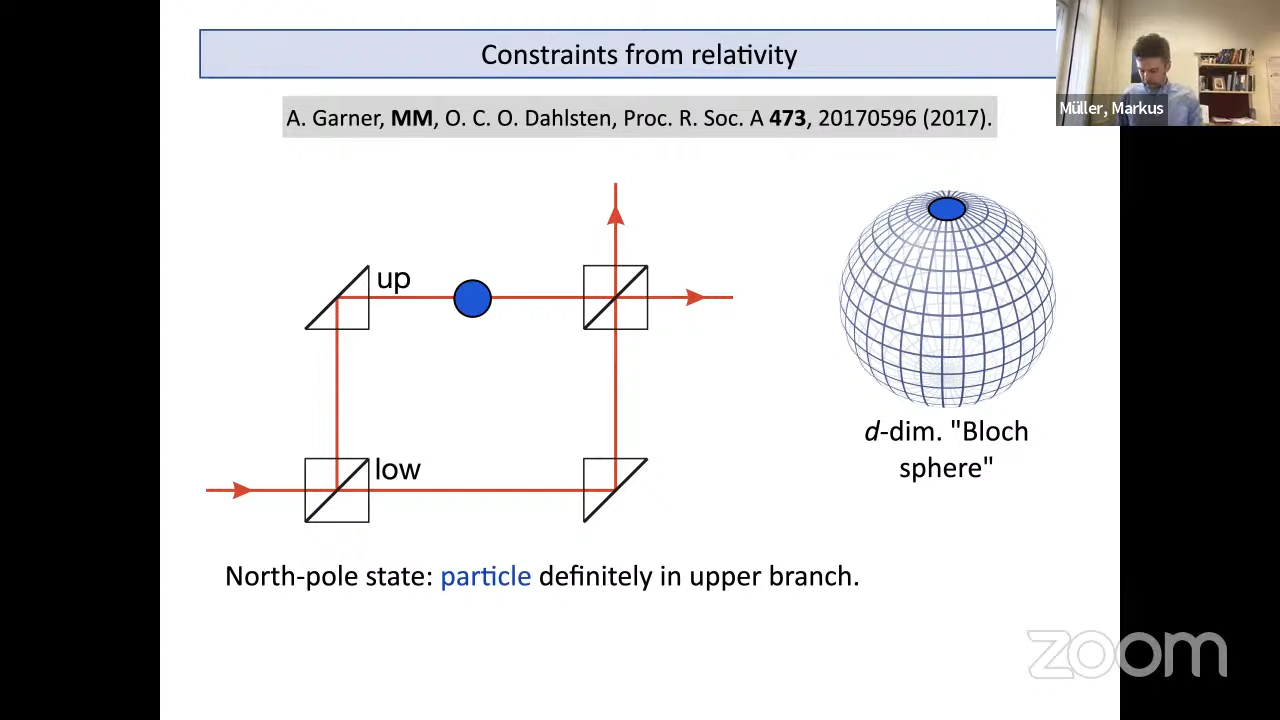 Constraints from relativity
Müller, Markus
A. Garner, MM, O. C. O. Dahlsten, Proc. R. Soc. A 473, 20170596 (2017).
up
low
d-dim. "Bloch
sphere"
North-pole state: particle definitely in upper branch.
zoom